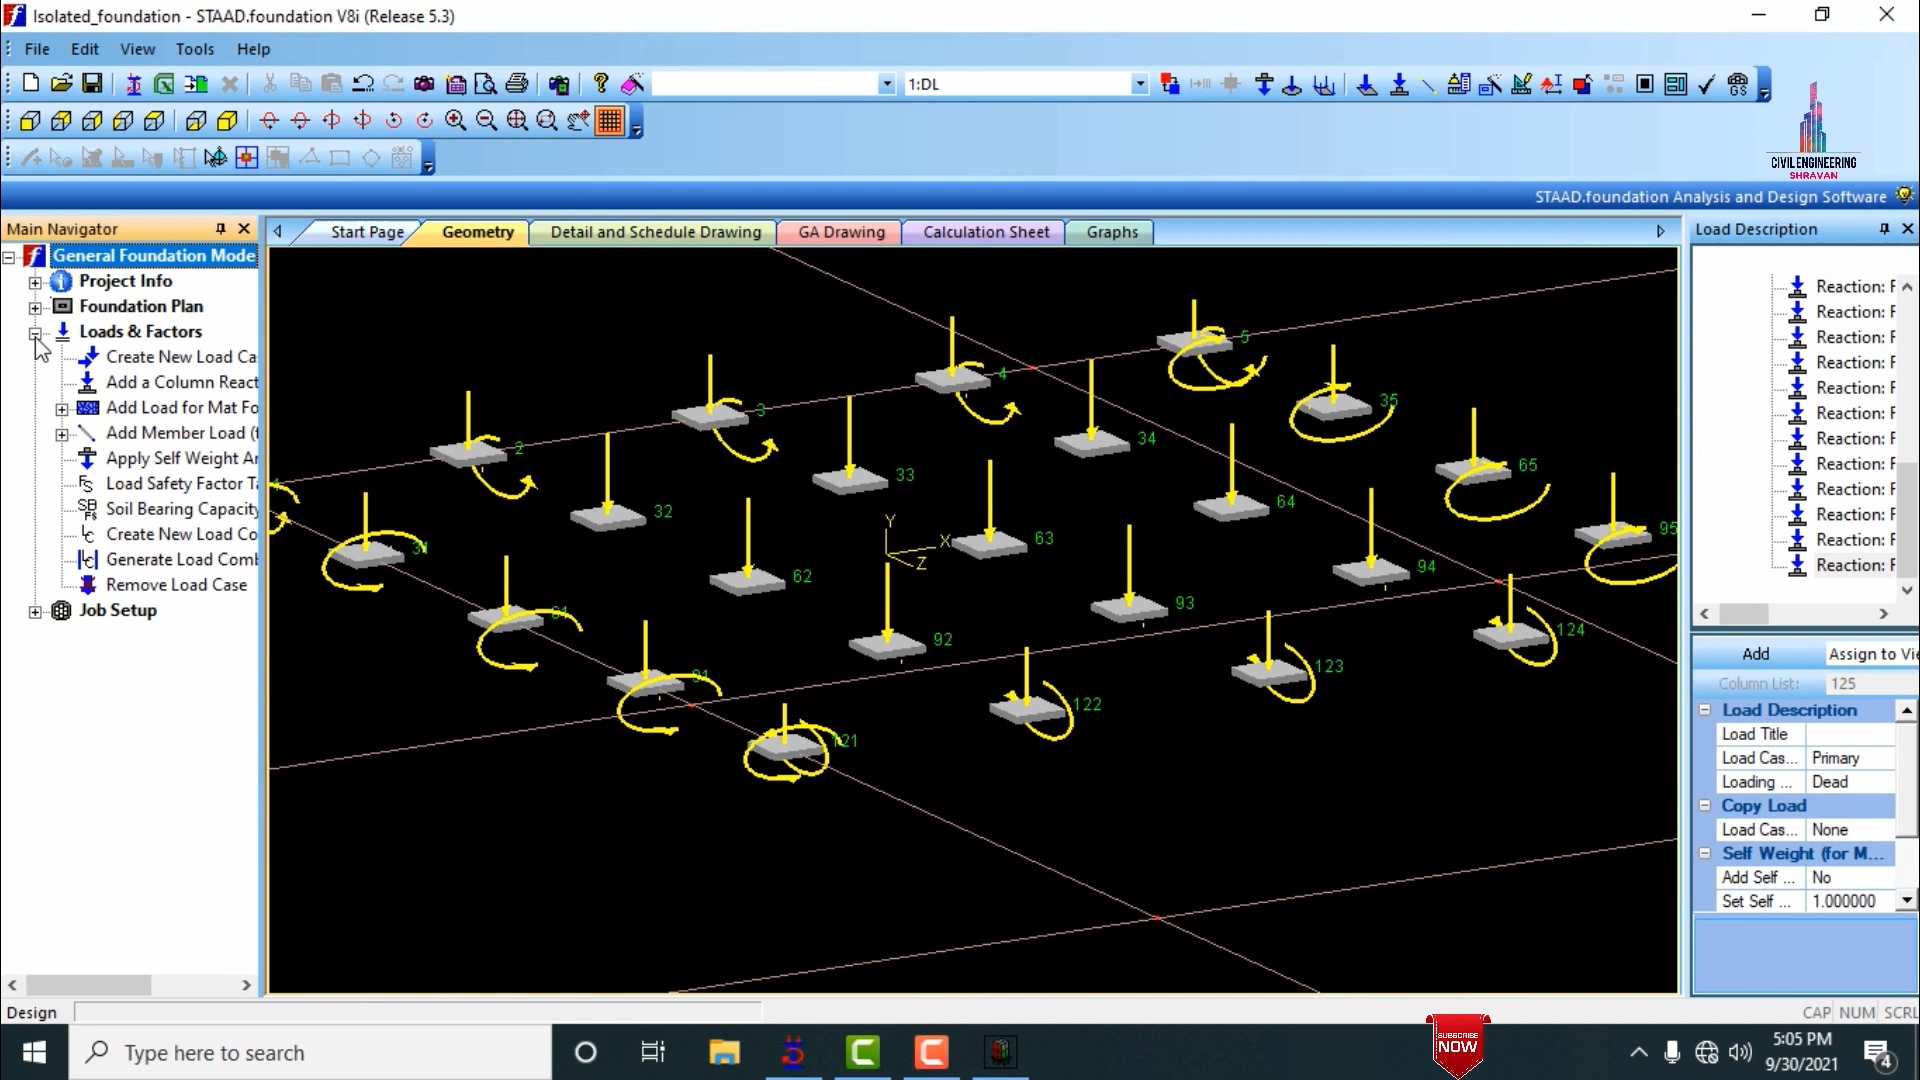 Isolated_foundation - STAAD.foundation V8i (Release 5.3)
File Edit View Tools Help
1:DL
CIVIL ENGINEERING
SHRAVAN
STAAD.foundation Analysis and Design Software
Main Navigator
Start Page Geometry Detail and Schedule Drawing GA Drawing Calculation Sheet Graphs
Load Description
General Foundation Mode
Project Info
Foundation Plan
Loads & Factors
Create New Load Ca
Add a Column React
Add Load for Mat Fo
Add Member Load (f
Apply Self Weight Ar
Load Safety Factor Ta
Soil Bearing Capacity
Create New Load Co
Generate Load Comb
Remove Load Case
Job Setup
5
4
35
3
34
2
65
33
64
32
95
63
31
94
62
93
61
124
92
123
91
122
121
Y
X
Z
Reaction: F
Reaction: F
Reaction: F
Reaction: F
Reaction: F
Reaction: F
Reaction: F
Reaction: F
Reaction: F
Reaction: F
Reaction: F
Reaction: F
Add Assign to Vie
Column List: 125
Load Description
Load Title
Load Cas... Primary
Loading ... Dead
Copy Load
Load Cas... None
Self Weight (for M...
Add Self ... No
Set Self ... 1.000000
Design
CAP NUM SCRL
Type here to search
SUBSCRIBE
NOW
5:05 PM
9/30/2021
4